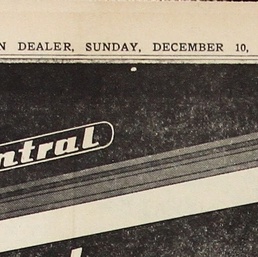 N DEALER, SUNDAY, DECEMBER 10,
ntral